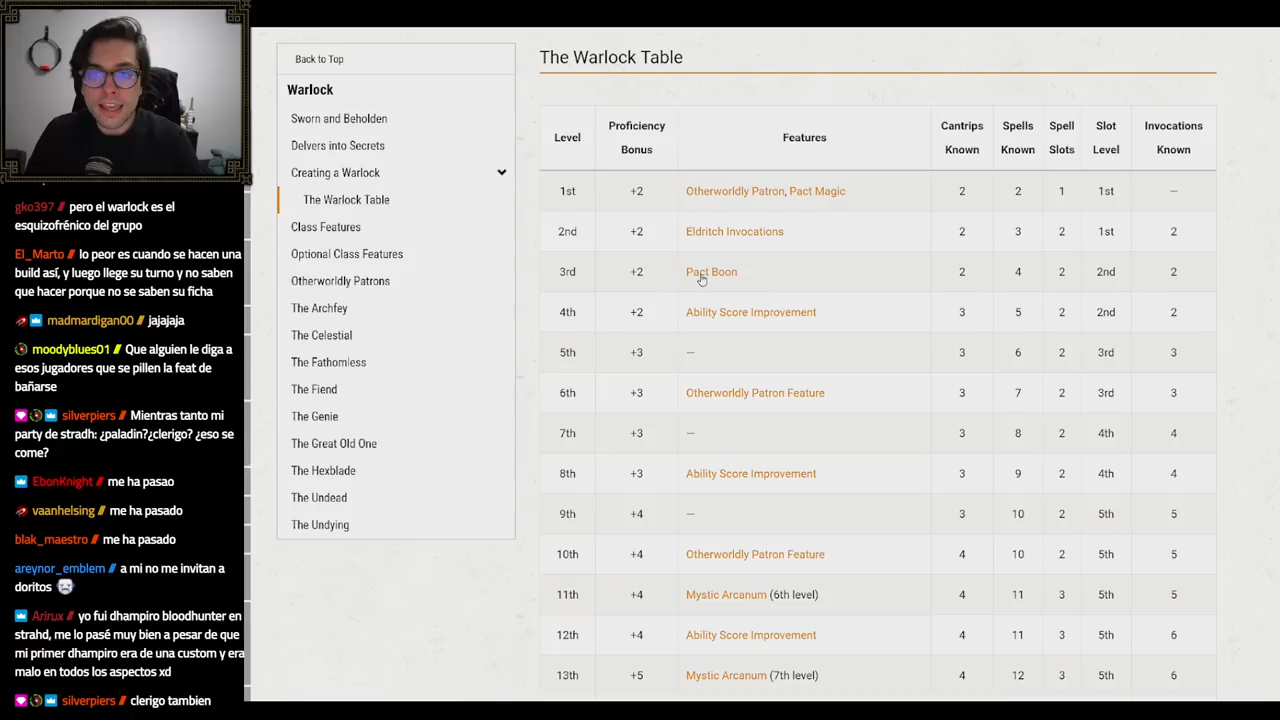 gko397 // pero el warlock es el
esquizofrénico del grupo
El_Marto // lo peor es cuando se hacen una
build así, y luego llege su turno y no saben
que hacer porque no se saben su ficha
madmardigan00 // jajajaja
moodyblues01 // Que alguien le diga a
esos jugadores que se pillen la feat de
bañarse
silverpiers // Mientras tanto mi
party de stradh: ¿paladin?¿clerigo? ¿eso se
come?
EbonKnight // me ha pasao
vaanhelsing // me ha pasado
blak_maestro // me ha pasado
areynor_emblem // a mi no me invitan a
doritos
Arirux // yo fui dhampiro bloodhunter en
strahd, me lo pasé muy bien a pesar de que
mi primer dhampiro era de una custom y era
malo en todos los aspectos xd
silverpiers // clerigo tambien
Back to Top
Warlock
Sworn and Beholden
Delvers into Secrets
Creating a Warlock
The Warlock Table
Class Features
Optional Class Features
Otherworldly Patrons
The Archfey
The Celestial
The Fathomless
The Fiend
The Genie
The Great Old One
The Hexblade
The Undead
The Undying
The Warlock Table
Level Proficiency Bonus Features Cantrips Known Spells Known Spell Slots Slot Level Invocations Known
1st +2 Otherworldly Patron, Pact Magic 2 2 1 1st —
2nd +2 Eldritch Invocations 2 3 2 1st 2
3rd +2 Pact Boon 2 4 2 2nd 2
4th +2 Ability Score Improvement 3 5 2 2nd 2
5th +3 — 3 6 2 3rd 3
6th +3 Otherworldly Patron Feature 3 7 2 3rd 3
7th +3 — 3 8 2 4th 4
8th +3 Ability Score Improvement 3 9 2 4th 4
9th +4 — 3 10 2 5th 5
10th +4 Otherworldly Patron Feature 4 10 2 5th 5
11th +4 Mystic Arcanum (6th level) 4 11 3 5th 5
12th +4 Ability Score Improvement 4 11 3 5th 6
13th +5 Mystic Arcanum (7th level) 4 12 3 5th 6